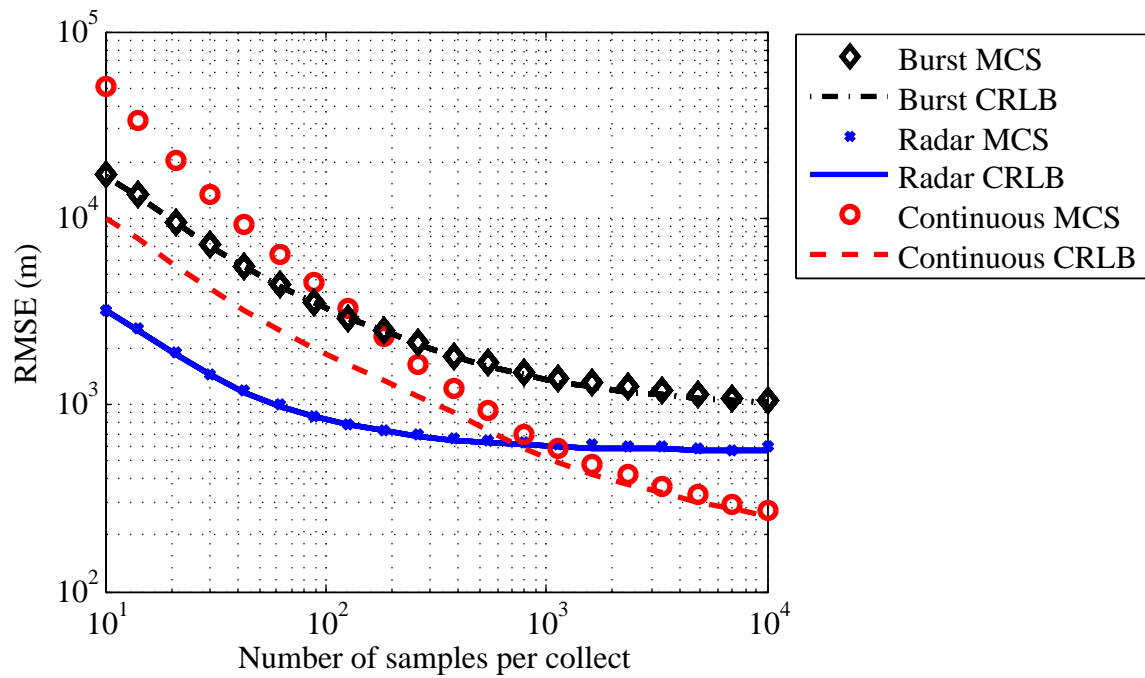 10^5
10^4
10^3
10^2
RMSE (m)
10^1
10^2
10^3
10^4
Number of samples per collect
Burst MCS
Burst CRLB
Radar MCS
Radar CRLB
Continuous MCS
Continuous CRLB